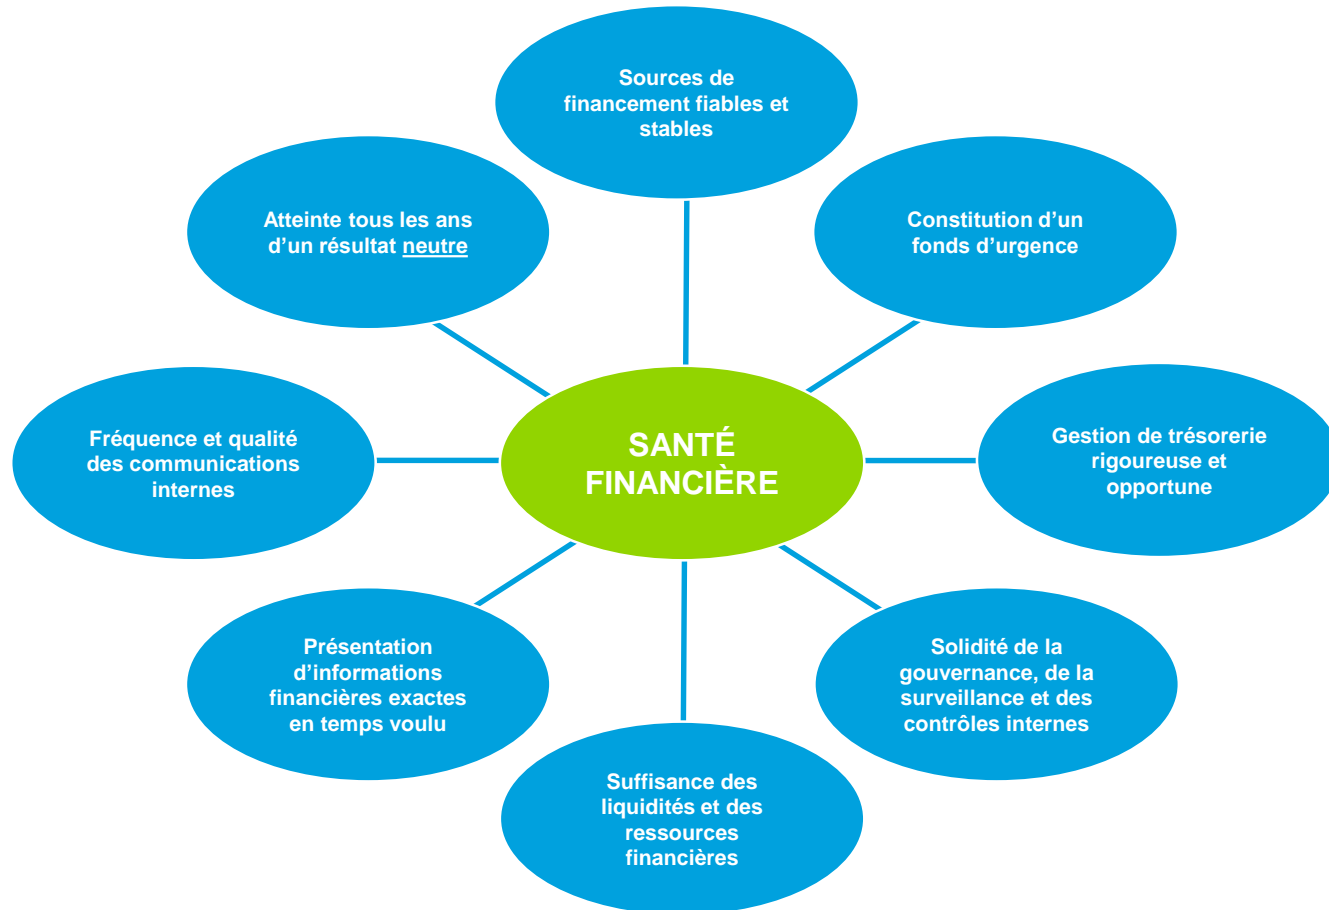 Sources de
financement fiables et
stables
Atteinte tous les ans
d’un résultat neutre
Constitution d’un
fonds d’urgence
Fréquence et qualité
des communications
internes
SANTÉ
FINANCIÈRE
Gestion de trésorerie
rigoureuse et
opportune
Présentation
d’informations
financières exactes
en temps voulu
Solidité de la
gouvernance, de la
surveillance et des
contrôles internes
Suffisance des
liquidités et des
ressources
financières